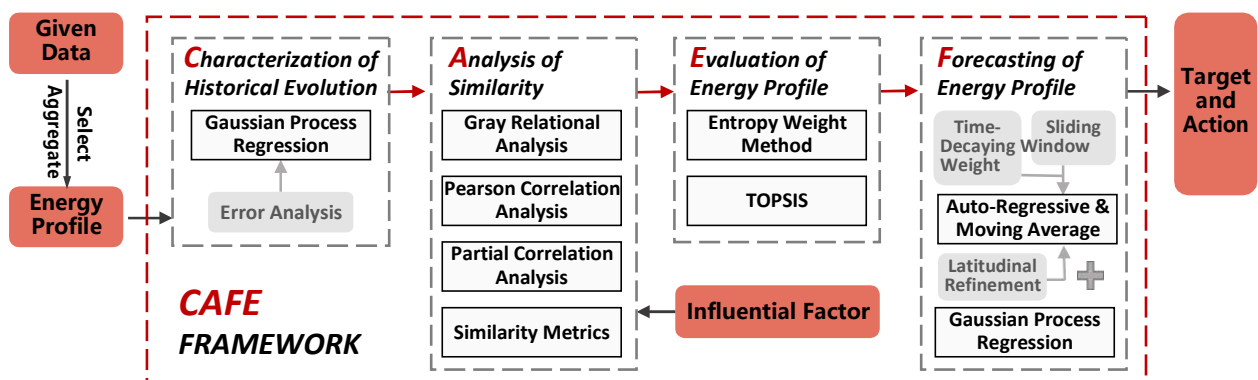 Given
Data
Select
Aggregate
Energy
Profile
Characterization of
Historical Evolution
Gaussian Process
Regression
Error Analysis
CAFE
FRAMEWORK
Analysis of
Similarity
Gray Relational
Analysis
Pearson Correlation
Analysis
Partial Correlation
Analysis
Similarity Metrics
Influential Factor
Evaluation of
Energy Profile
Entropy Weight
Method
TOPSIS
Forecasting of
Energy Profile
Time-
Decaying
Weight
Sliding
Window
Auto-Regressive &
Moving Average
Latitudinal
Refinement
Gaussian Process
Regression
Target
and
Action